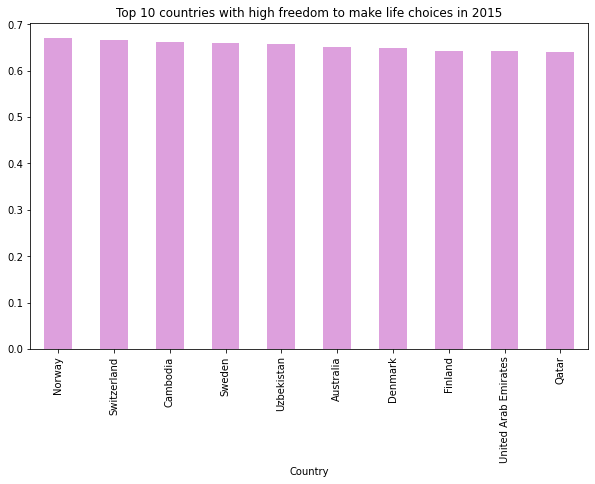 Top 10 countries with high freedom to make life choices in 2015
0.7
0.6
0.5
0.4
0.3
0.2
0.1
0.0
Norway
Switzerland
Cambodia
Sweden
Uzbekistan
Australia
Denmark
Finland
United Arab Emirates
Qatar
Country